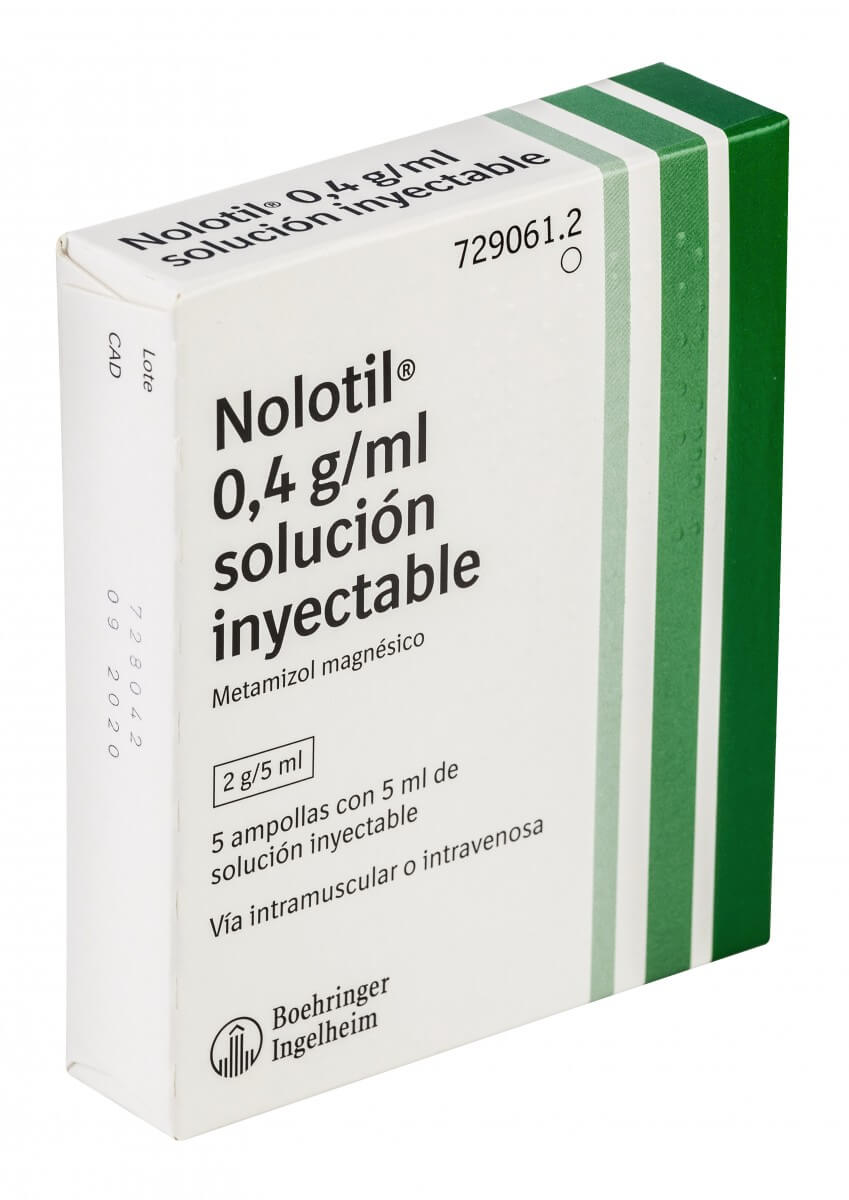 Nolotil® 0,4 g/ml
solución inyectable
729061.2
Nolotil®
0,4 g/ml
solución
inyectable
Metamizol magnésico
2 g/5 ml
5 ampollas con 5 ml de
solución inyectable
Vía intramuscular o intravenosa
Boehringer
Ingelheim
Lote
CAD
728042
09 2020